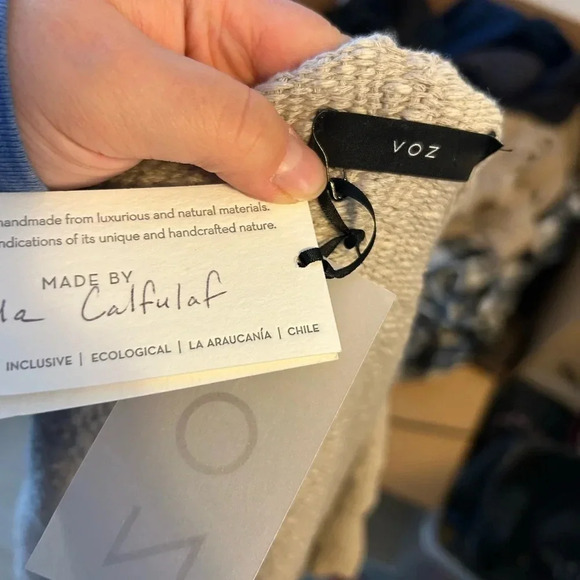 VOZ
handmade from luxurious and natural materials.
indications of its unique and handcrafted nature.
MADE BY
Calfulaf
INCLUSIVE | ECOLOGICAL | LA ARAUCANÍA | CHILE